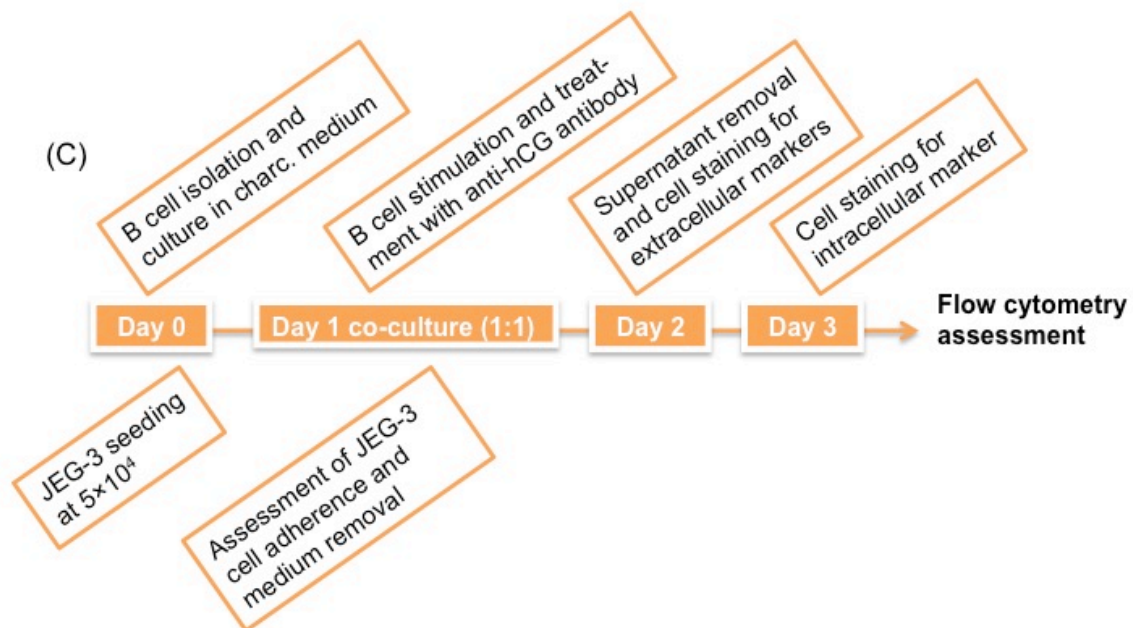 (C)
B cell isolation and
culture in charc. medium
B cell stimulation and treat-
ment with anti-hCG antibody
Supernatant removal
and cell staining for
extracellular markers
Cell staining for
intracellular marker
Day 0
Day 1 co-culture (1:1)
Day 2
Day 3
Flow cytometry
assessment
JEG-3 seeding
at 5×10⁴
Assessment of JEG-3
cell adherence and
medium removal